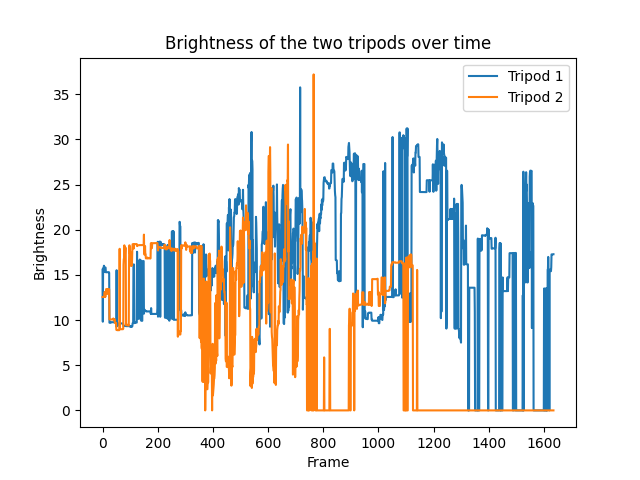 Brightness of the two tripods over time
Tripod 1
Tripod 2
Brightness
35
30
25
20
15
10
5
0
0 200 400 600 800 1000 1200 1400 1600
Frame